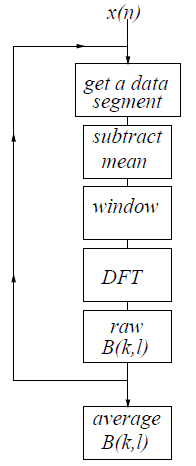 x(n)
get a data
segment
subtract
mean
window
DFT
raw
B(k,l)
average
B(k,l)